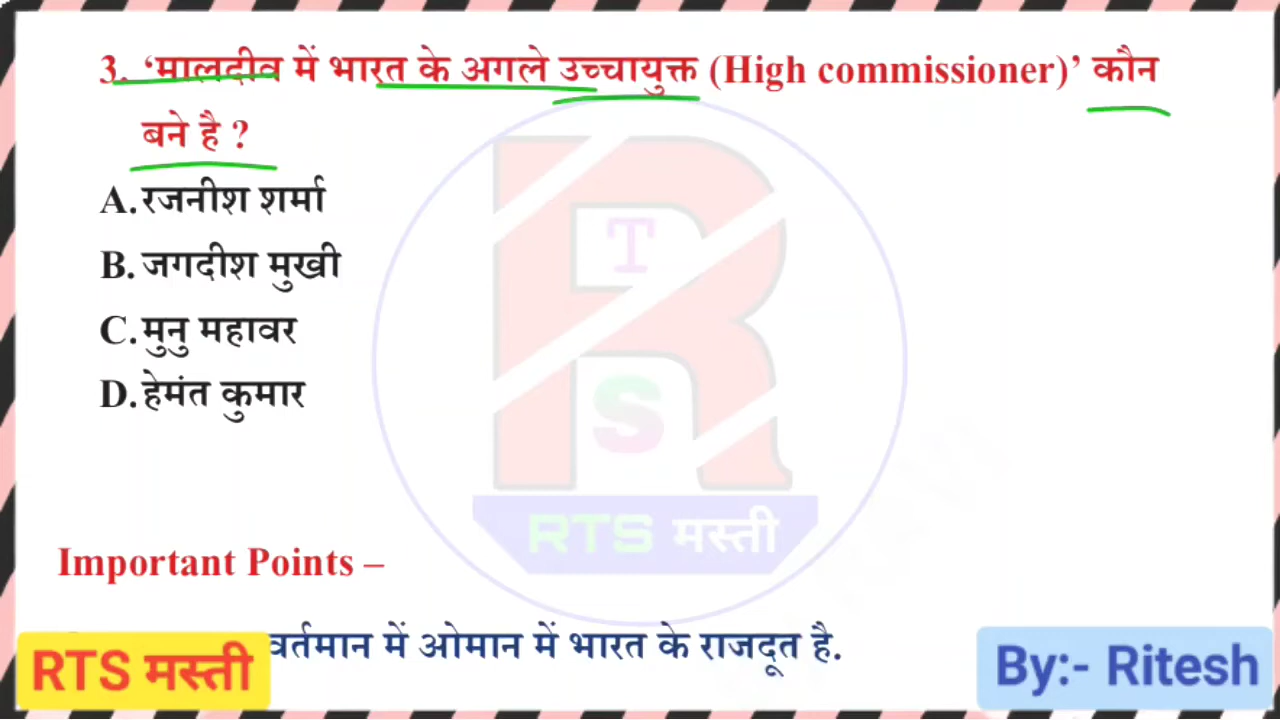 3. ‘मालदीव में भारत के अगले उच्चायुक्त (High commissioner)’ कौन
बने है ?
A. रजनीश शर्मा
B. जगदीश मुखी
C. मुनु महावर
D. हेमंत कुमार
T
S
RTS मस्ती
Important Points –
वर्तमान में ओमान में भारत के राजदूत है.
RTS मस्ती
By:- Ritesh